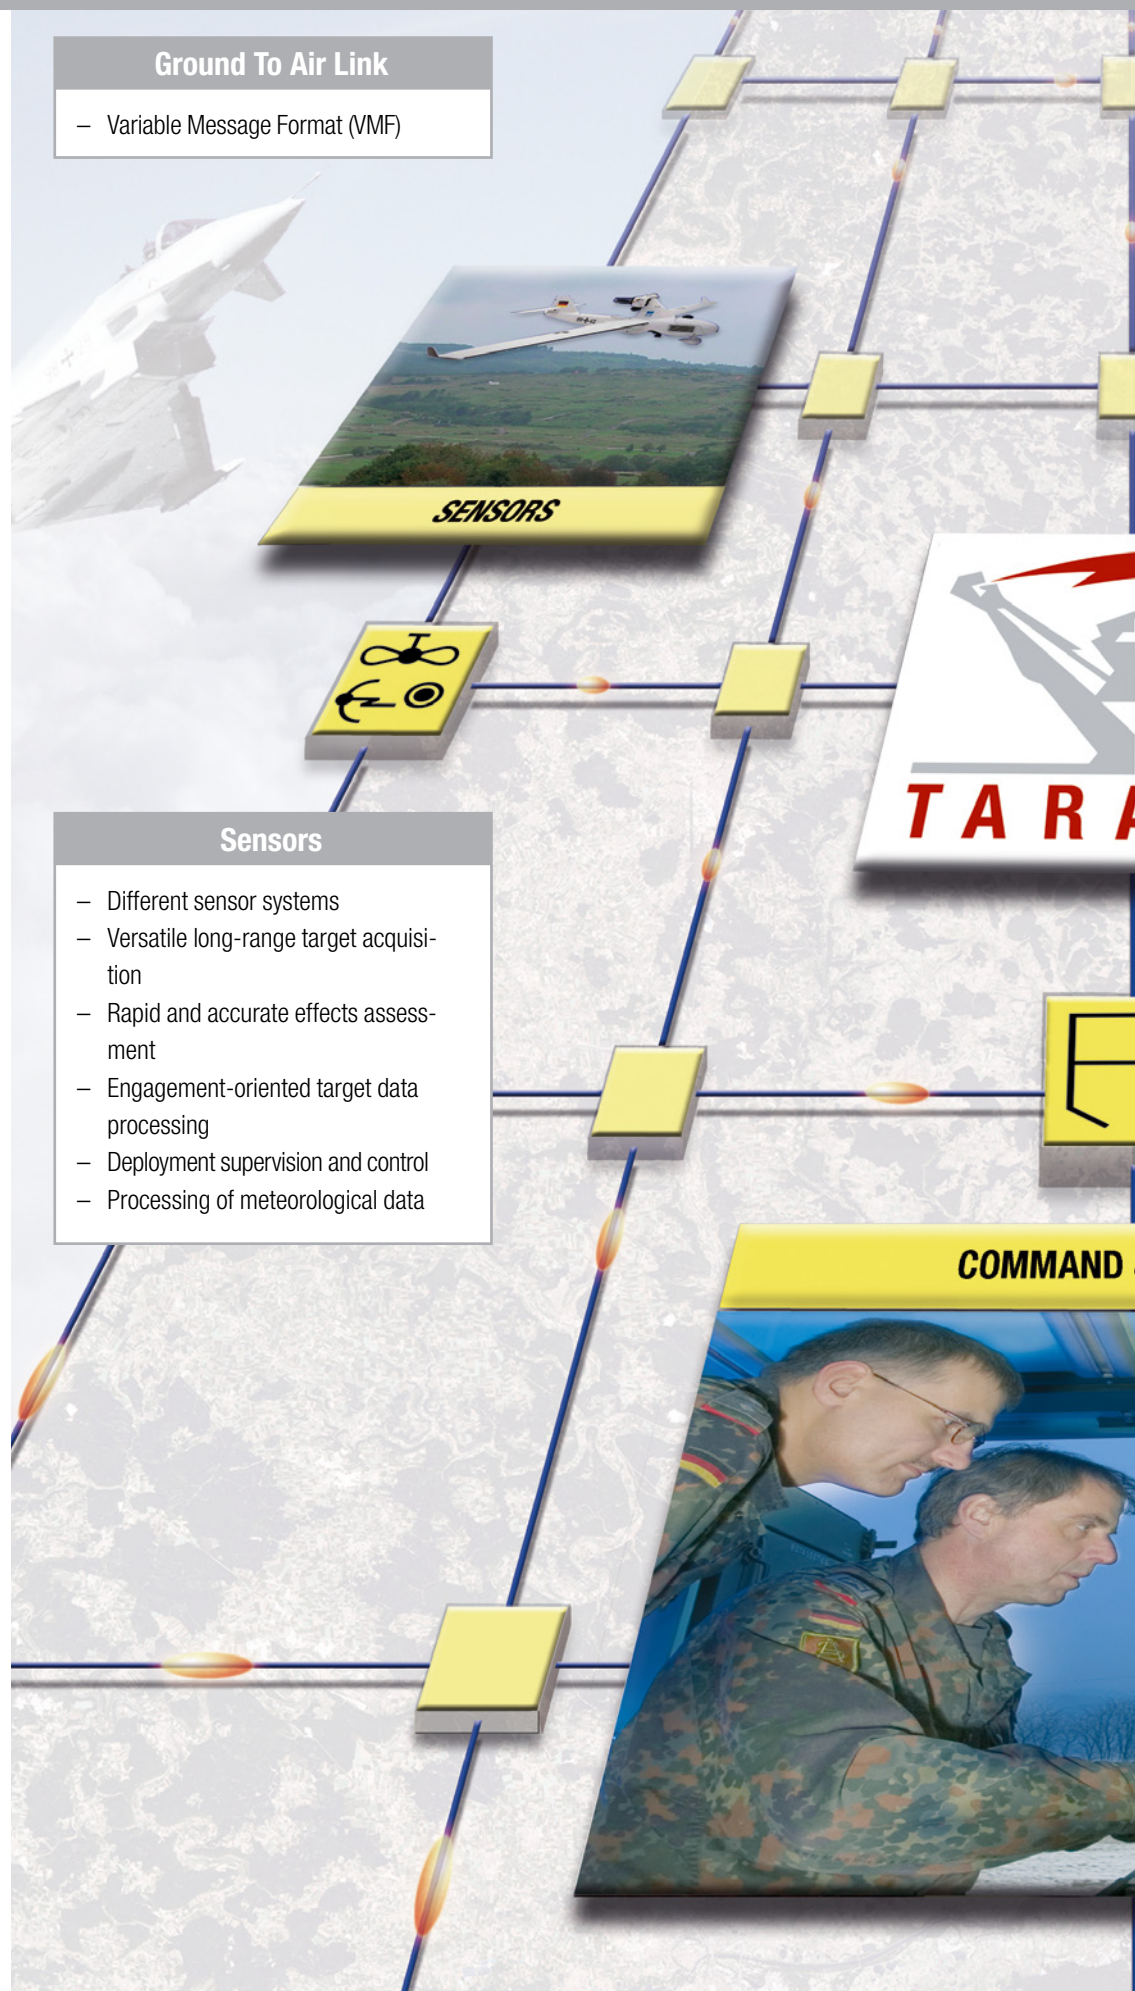 Ground To Air Link
– Variable Message Format (VMF)
SENSORS
TARA
Sensors
– Different sensor systems
– Versatile long-range target acquisi-
tion
– Rapid and accurate effects assess-
ment
– Engagement-oriented target data
processing
– Deployment supervision and control
– Processing of meteorological data
COMMAND